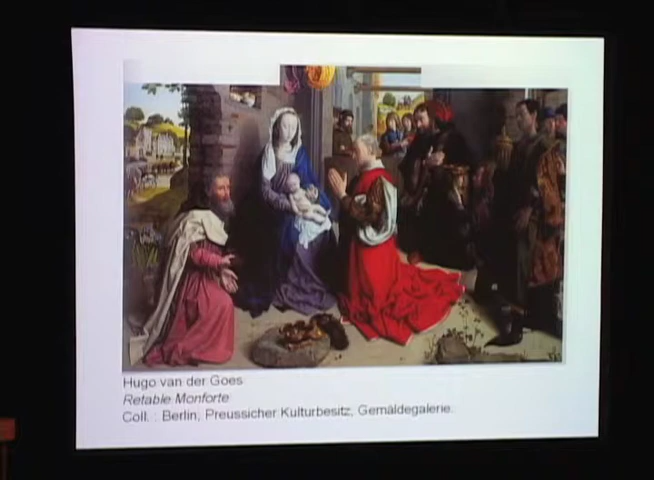 Hugo van der Goes
Retable Monforte
Coll. : Berlin, Preussicher Kulturbesitz, Gemäldegalerie.